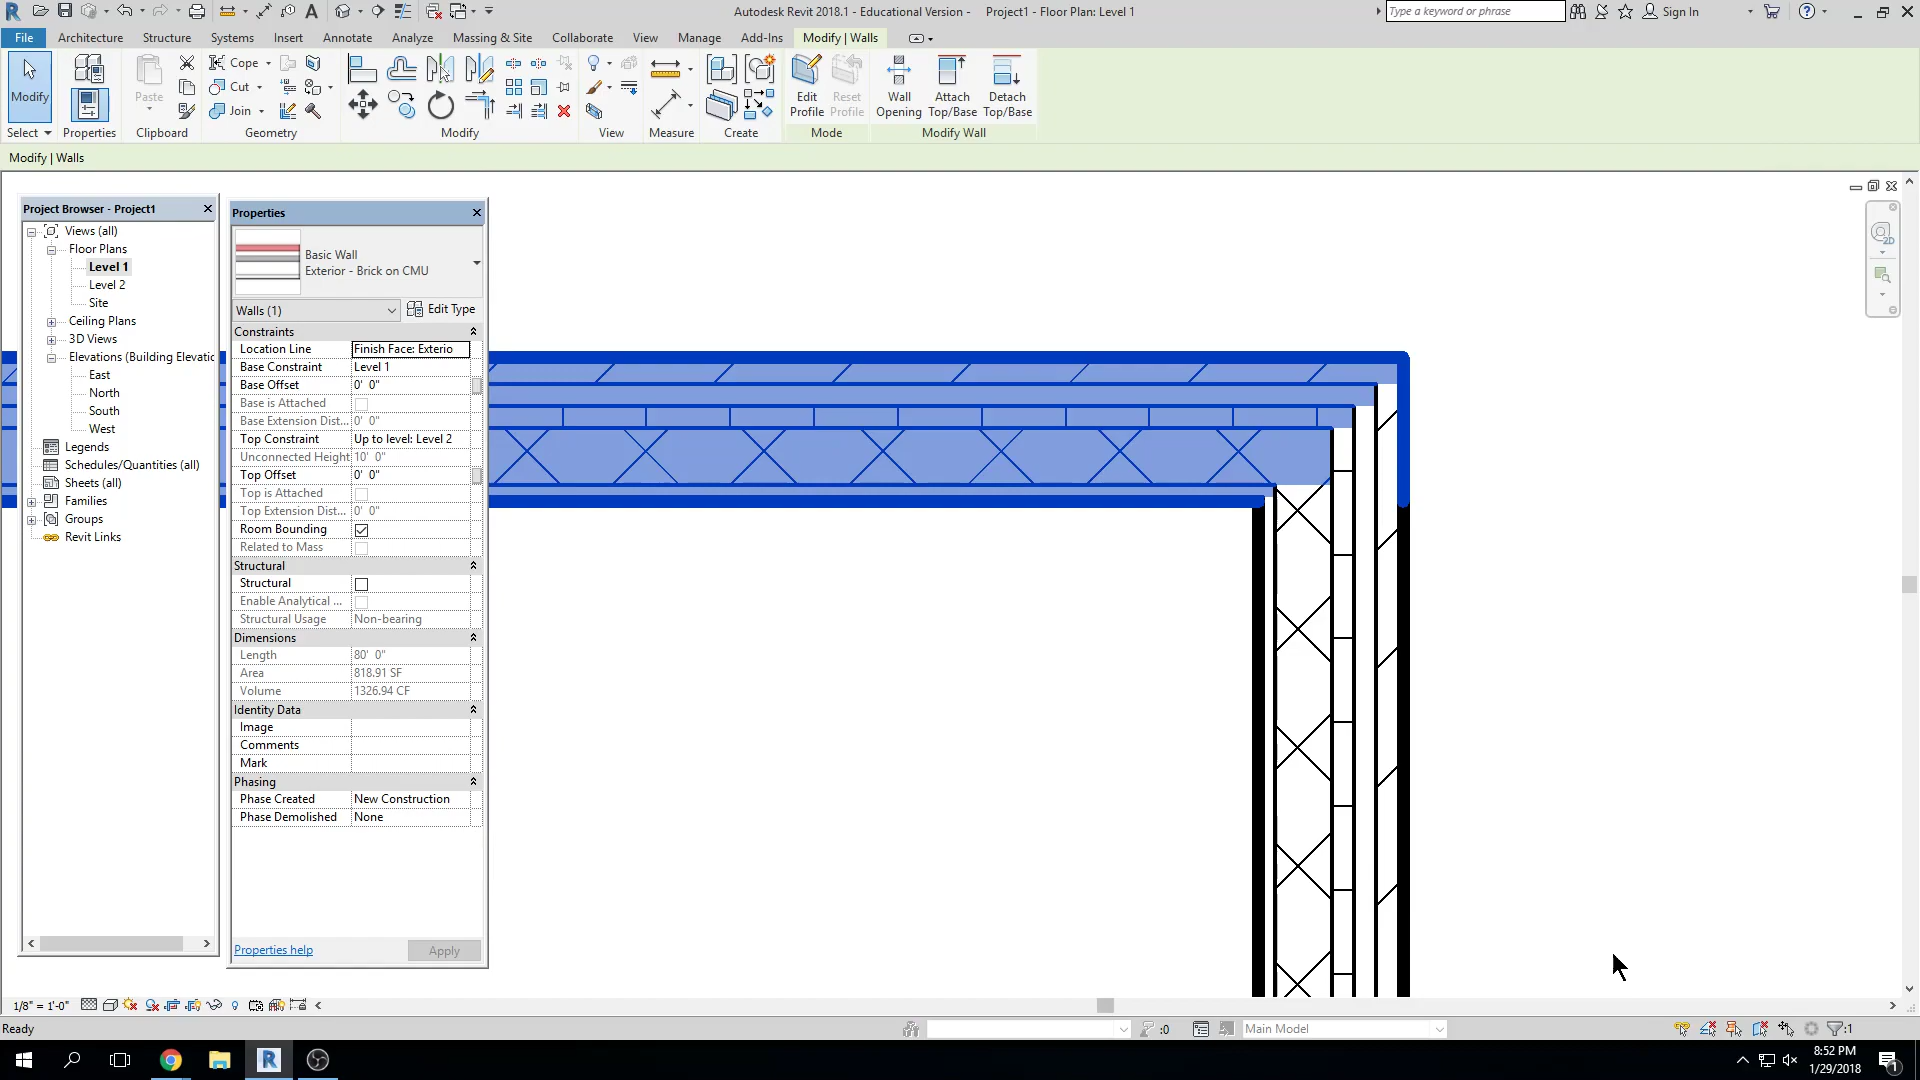 Autodesk Revit 2018.1 - Educational Version - Project1 - Floor Plan: Level 1
Type a keyword or phrase
Sign In
File Architecture Structure Systems Insert Annotate Analyze Massing & Site Collaborate View Manage Add-Ins Modify | Walls
Modify
Paste
Cope
Cut
Join
Edit Profile
Reset Profile
Wall Opening
Attach Top/Base
Detach Top/Base
Select Properties Clipboard Geometry Modify View Measure Create Mode Modify Wall
Modify | Walls
Project Browser - Project1
Views (all)
Floor Plans
Level 1
Level 2
Site
Ceiling Plans
3D Views
Elevations (Building Elevatic
East
North
South
West
Legends
Schedules/Quantities (all)
Sheets (all)
Families
Groups
Revit Links
Properties
Basic Wall
Exterior - Brick on CMU
Walls (1) Edit Type
Constraints
Location Line Finish Face: Exterio
Base Constraint Level 1
Base Offset 0' 0"
Base is Attached
Base Extension Dist... 0' 0"
Top Constraint Up to level: Level 2
Unconnected Height 10' 0"
Top Offset 0' 0"
Top is Attached
Top Extension Dist... 0' 0"
Room Bounding
Related to Mass
Structural
Structural
Enable Analytical ...
Structural Usage Non-bearing
Dimensions
Length 80' 0"
Area 818.91 SF
Volume 1326.94 CF
Identity Data
Image
Comments
Mark
Phasing
Phase Created New Construction
Phase Demolished None
Properties help Apply
2D
1/8" = 1'-0"
Ready
:0
Main Model
:1
8:52 PM
1/29/2018
1